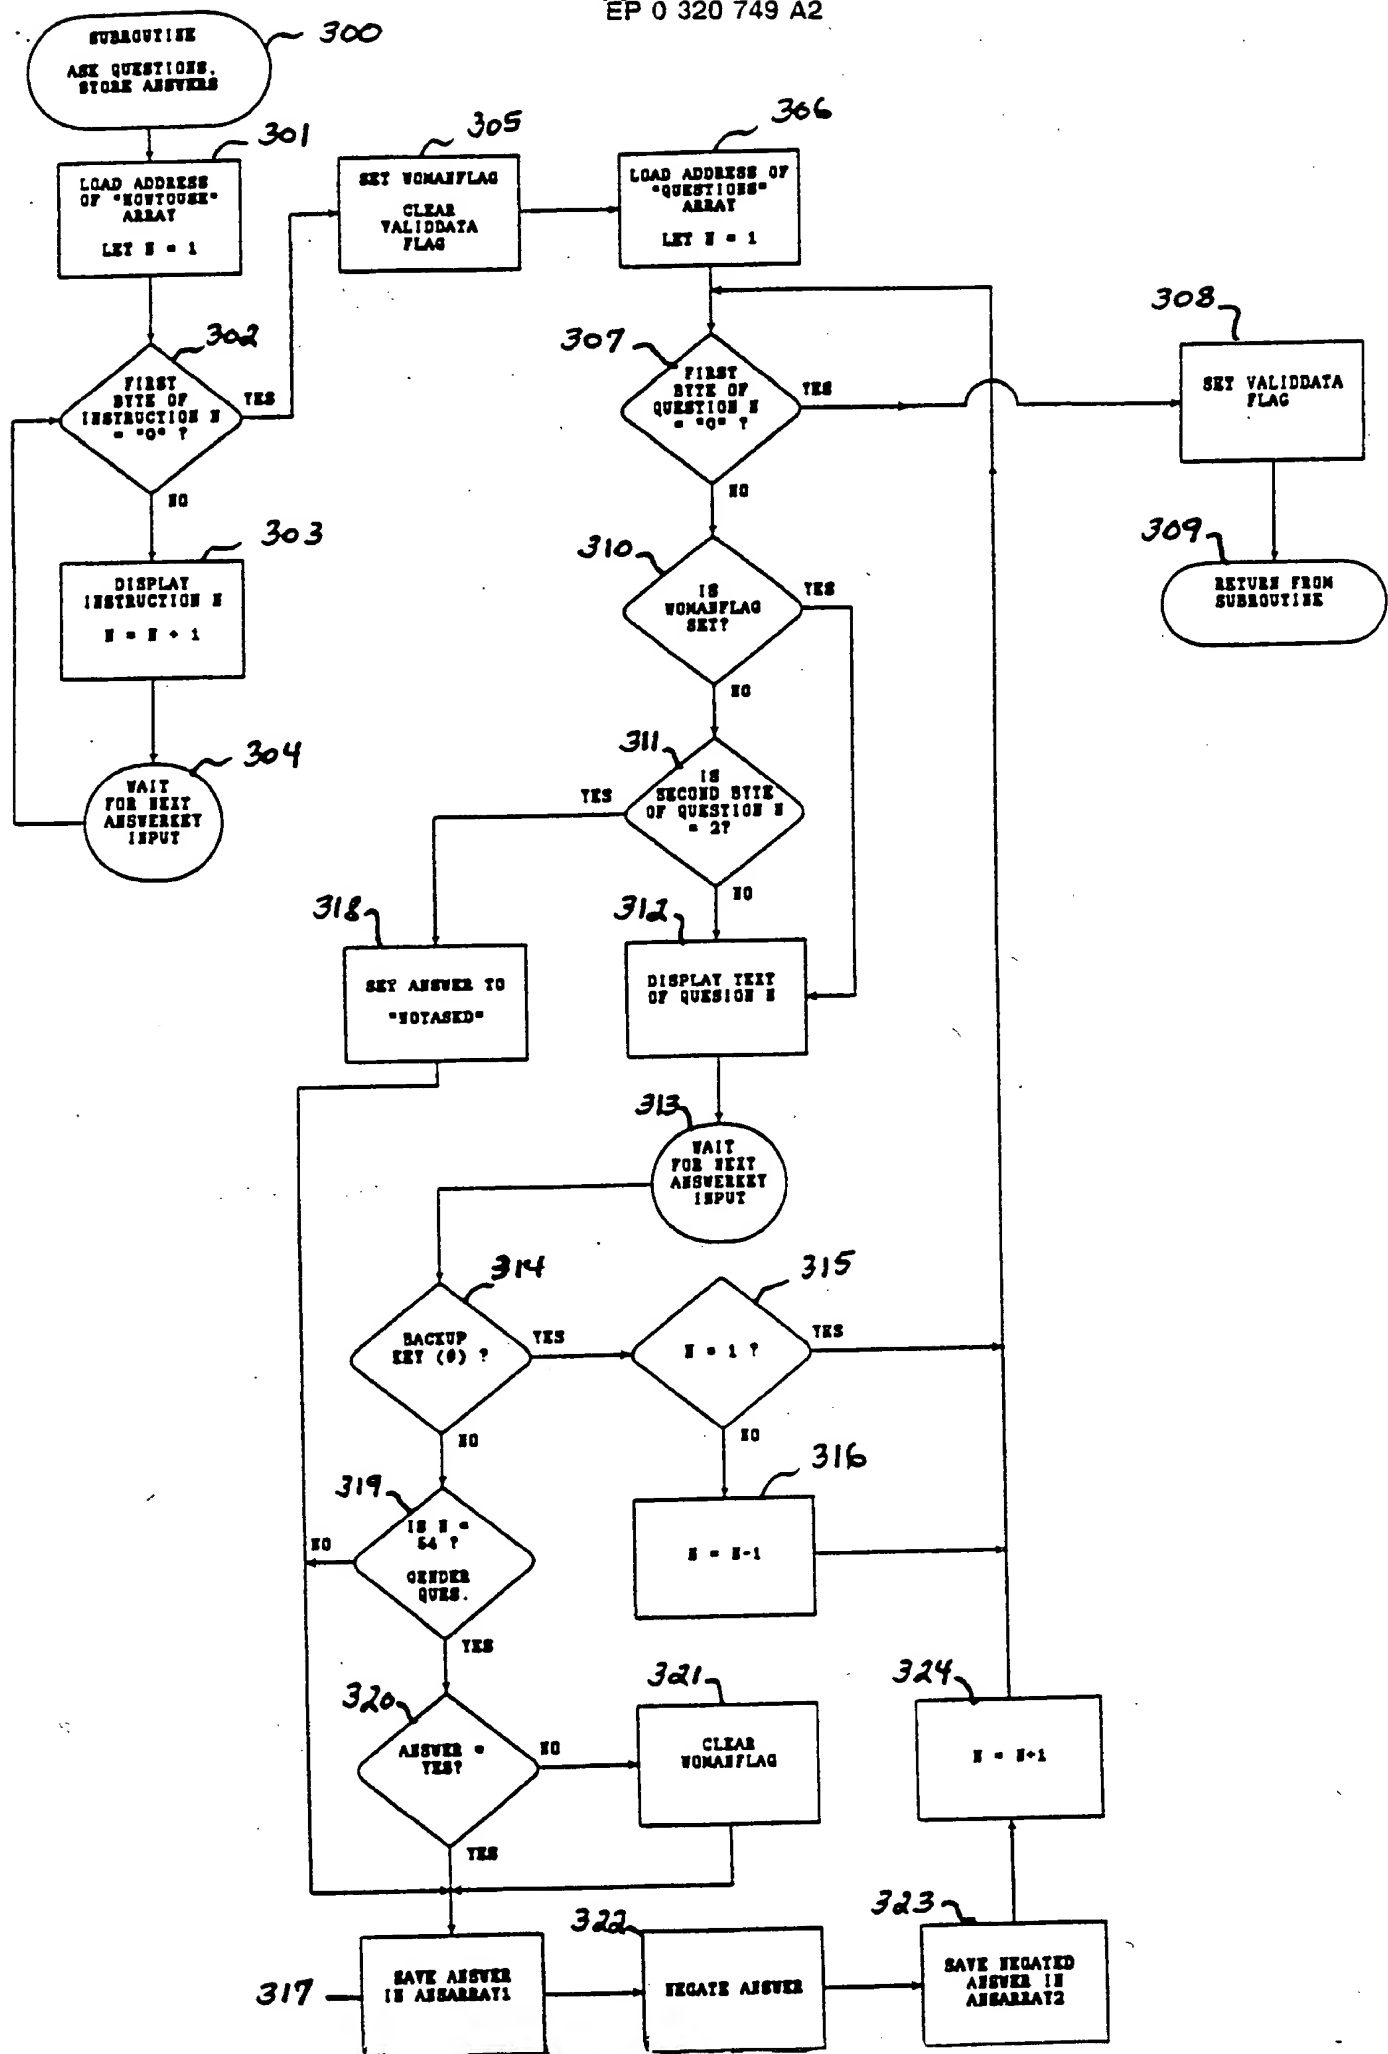 EP 0 320 749 A2
SUBROUTINE
ASK QUESTIONS,
STORE ANSWERS
300
301
LOAD ADDRESS
OF "HOWTOUSE"
ARRAY
LET N = 1
302
FIRST
BYTE OF
INSTRUCTION N
= "0" ?
YES
NO
303
DISPLAY
INSTRUCTION N
N = N + 1
304
WAIT
FOR NEXT
ANSWERKEY
INPUT
305
SET WOMANFLAG
CLEAR
VALIDDATA
FLAG
306
LOAD ADDRESS OF
"QUESTIONS"
ARRAY
LET N = 1
307
FIRST
BYTE OF
QUESTION N
= "0" ?
YES
NO
308
SET VALIDDATA
FLAG
309
RETURN FROM
SUBROUTINE
310
IS
WOMANFLAG
SET?
YES
NO
311
IS
SECOND BYTE
OF QUESTION N
= 2?
YES
NO
318
SET ANSWER TO
"NOTASKD"
312
DISPLAY TEXT
OF QUESION N
313
WAIT
FOR NEXT
ANSWERKEY
INPUT
314
BACKUP
KEY (0) ?
YES
NO
315
N = 1 ?
YES
NO
316
N = N-1
319
IS N =
54 ?
GENDER
QUES.
NO
YES
320
ANSWER =
YES?
NO
YES
321
CLEAR
WOMANFLAG
324
N = N+1
317
SAVE ANSWER
IN ANSARRAY1
322
NEGATE ANSWER
323
SAVE NEGATED
ANSWER IN
ANSARRAY2